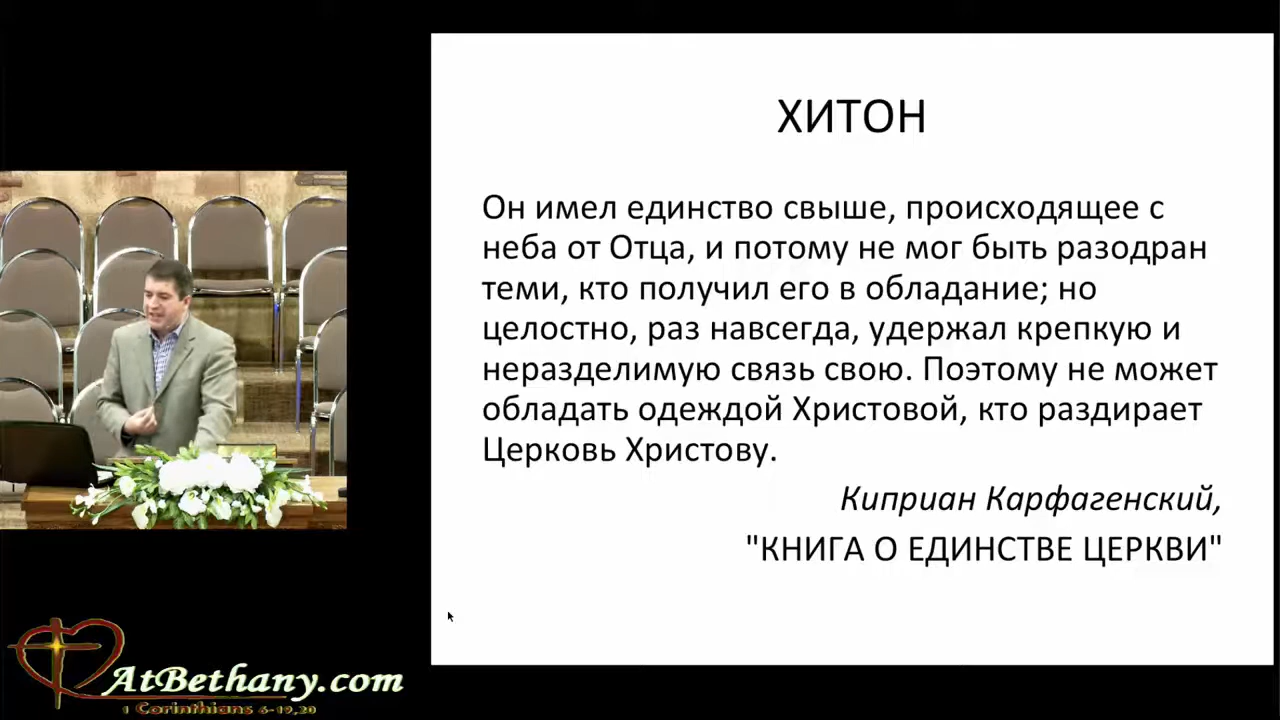 ХИТОН
Он имел единство свыше, происходящее с
неба от Отца, и потому не мог быть разодран
теми, кто получил его в обладание; но
целостно, раз навсегда, удержал крепкую и
неразделимую связь свою. Поэтому не может
обладать одеждой Христовой, кто раздирает
Церковь Христову.
Киприан Карфагенский,
"КНИГА О ЕДИНСТВЕ ЦЕРКВИ"
AtBethany.com
1 Corinthians 6-19,20